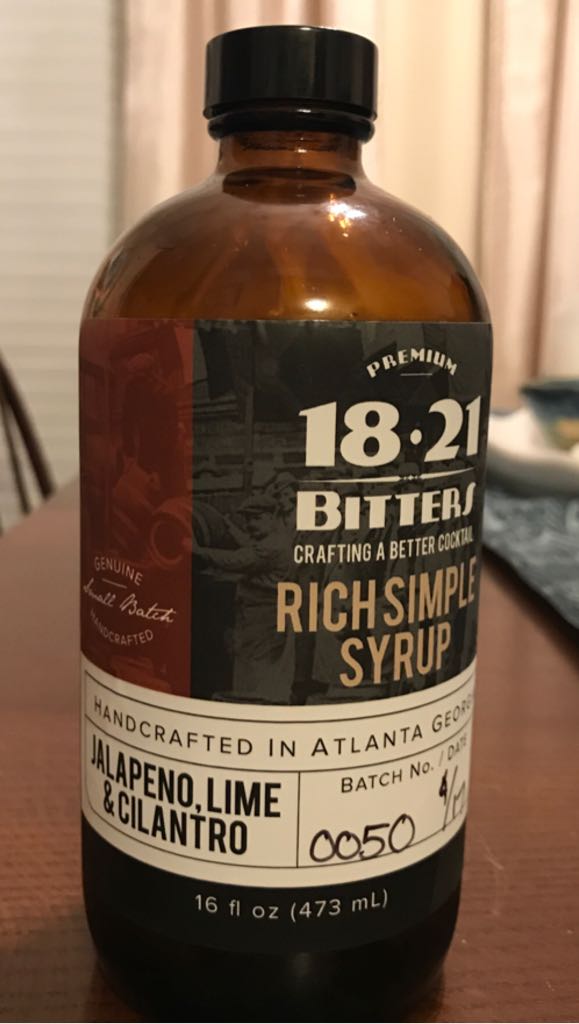 PREMIUM
18·21
BITTERS
CRAFTING A BETTER COCKTAIL
RICH SIMPLE
SYRUP
GENUINE
Small Batch
HANDCRAFTED
HANDCRAFTED IN ATLANTA GEORG
JALAPENO, LIME
& CILANTRO
BATCH No. / DATE
0050
16 fl oz (473 mL)